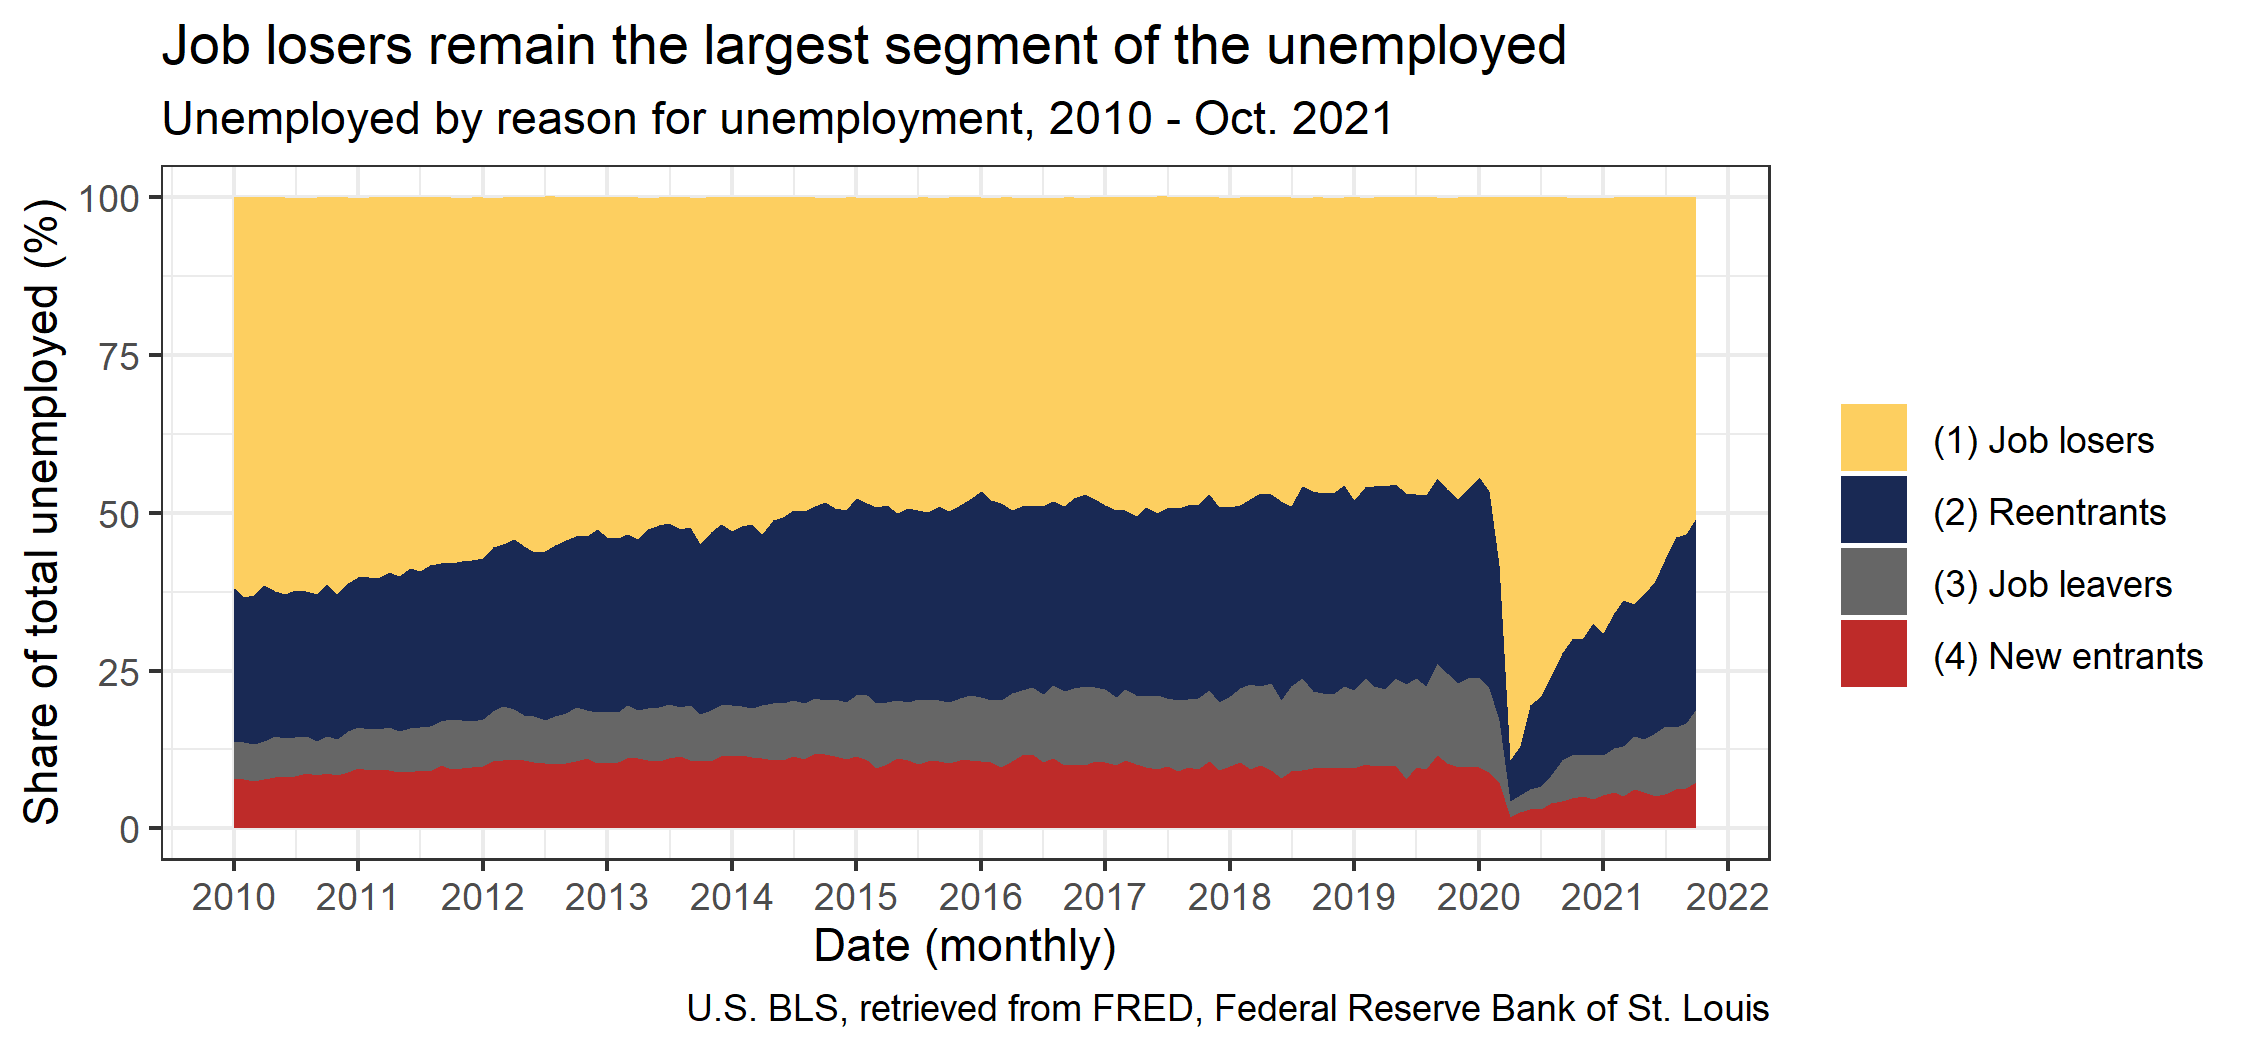 Job losers remain the largest segment of the unemployed
Unemployed by reason for unemployment, 2010 - Oct. 2021
Share of total unemployed (%)
100
75
50
25
0
2010 2011 2012 2013 2014 2015 2016 2017 2018 2019 2020 2021 2022
Date (monthly)
(1) Job losers
(2) Reentrants
(3) Job leavers
(4) New entrants
U.S. BLS, retrieved from FRED, Federal Reserve Bank of St. Louis